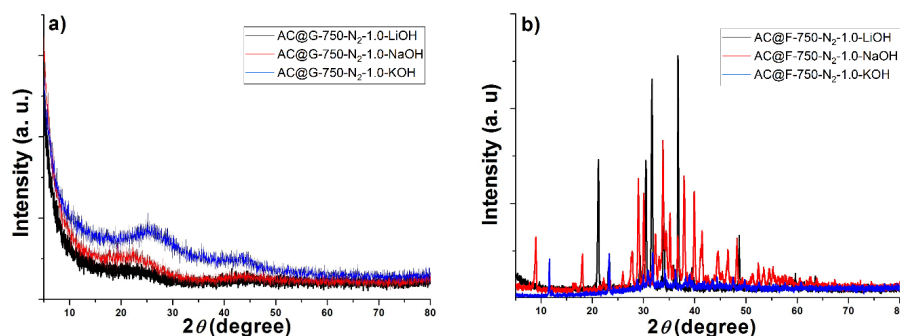 a)
AC@G-750-N₂-1.0-LiOH
AC@G-750-N₂-1.0-NaOH
AC@G-750-N₂-1.0-KOH
Intensity (a. u.)
10 20 30 40 50 60 70 80
2θ(degree)
b)
AC@F-750-N₂-1.0-LiOH
AC@F-750-N₂-1.0-NaOH
AC@F-750-N₂-1.0-KOH
Intensity (a. u)
10 20 30 40 50 60 70 80
2θ(degree)